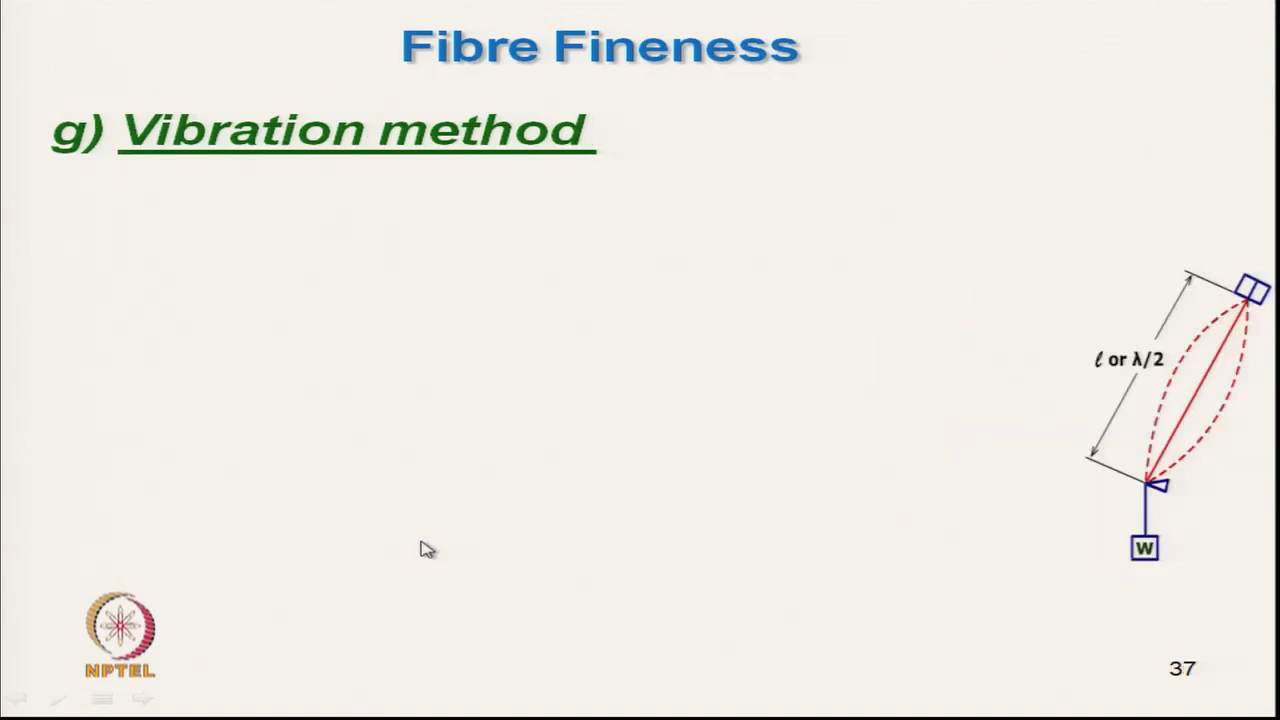 Fibre Fineness
g) Vibration method
ℓ or λ/2
W
NPTEL
37